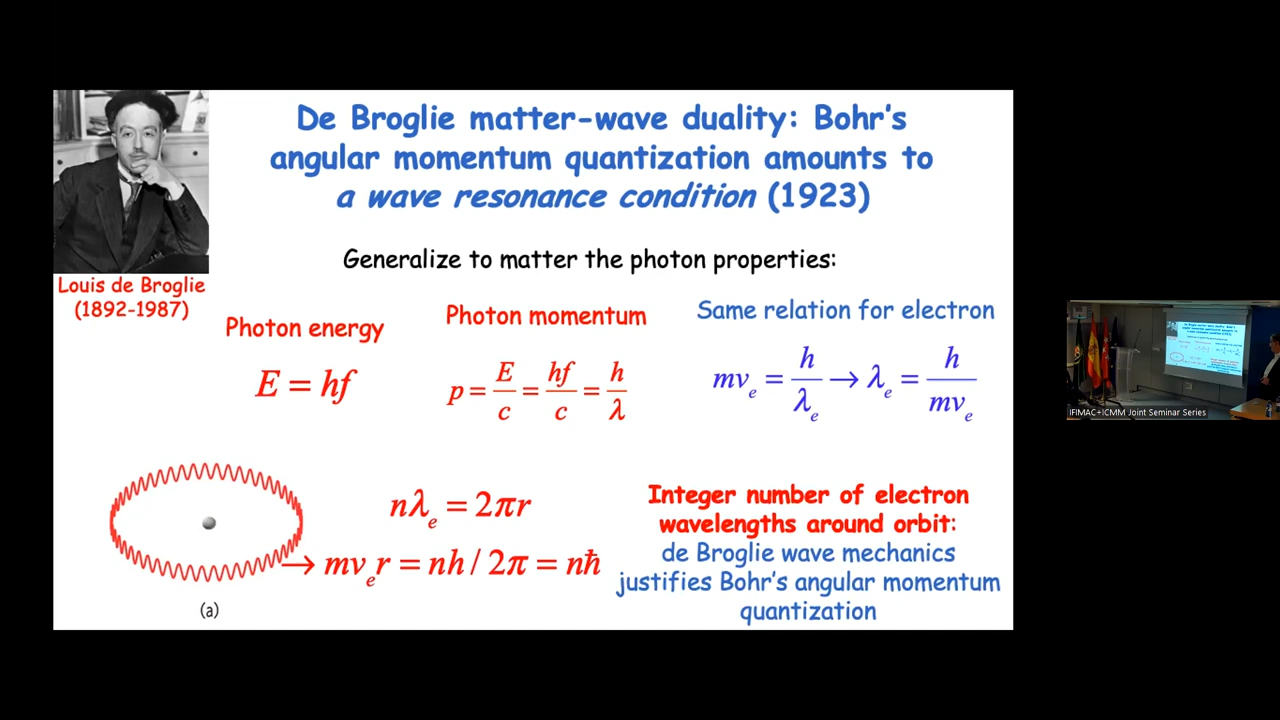 De Broglie matter-wave duality: Bohr's
angular momentum quantization amounts to
a wave resonance condition (1923)
Louis de Broglie
(1892-1987)
Generalize to matter the photon properties:
Photon energy
E = hf
Photon momentum
p = E/c = hf/c = h/λ
Same relation for electron
mv_e = h/λ_e → λ_e = h/mv_e
(a)
nλ_e = 2πr
→ mv_e r = nh / 2π = nħ
Integer number of electron
wavelengths around orbit:
de Broglie wave mechanics
justifies Bohr's angular momentum
quantization
IFIMAC+ICMM Joint Seminar Series